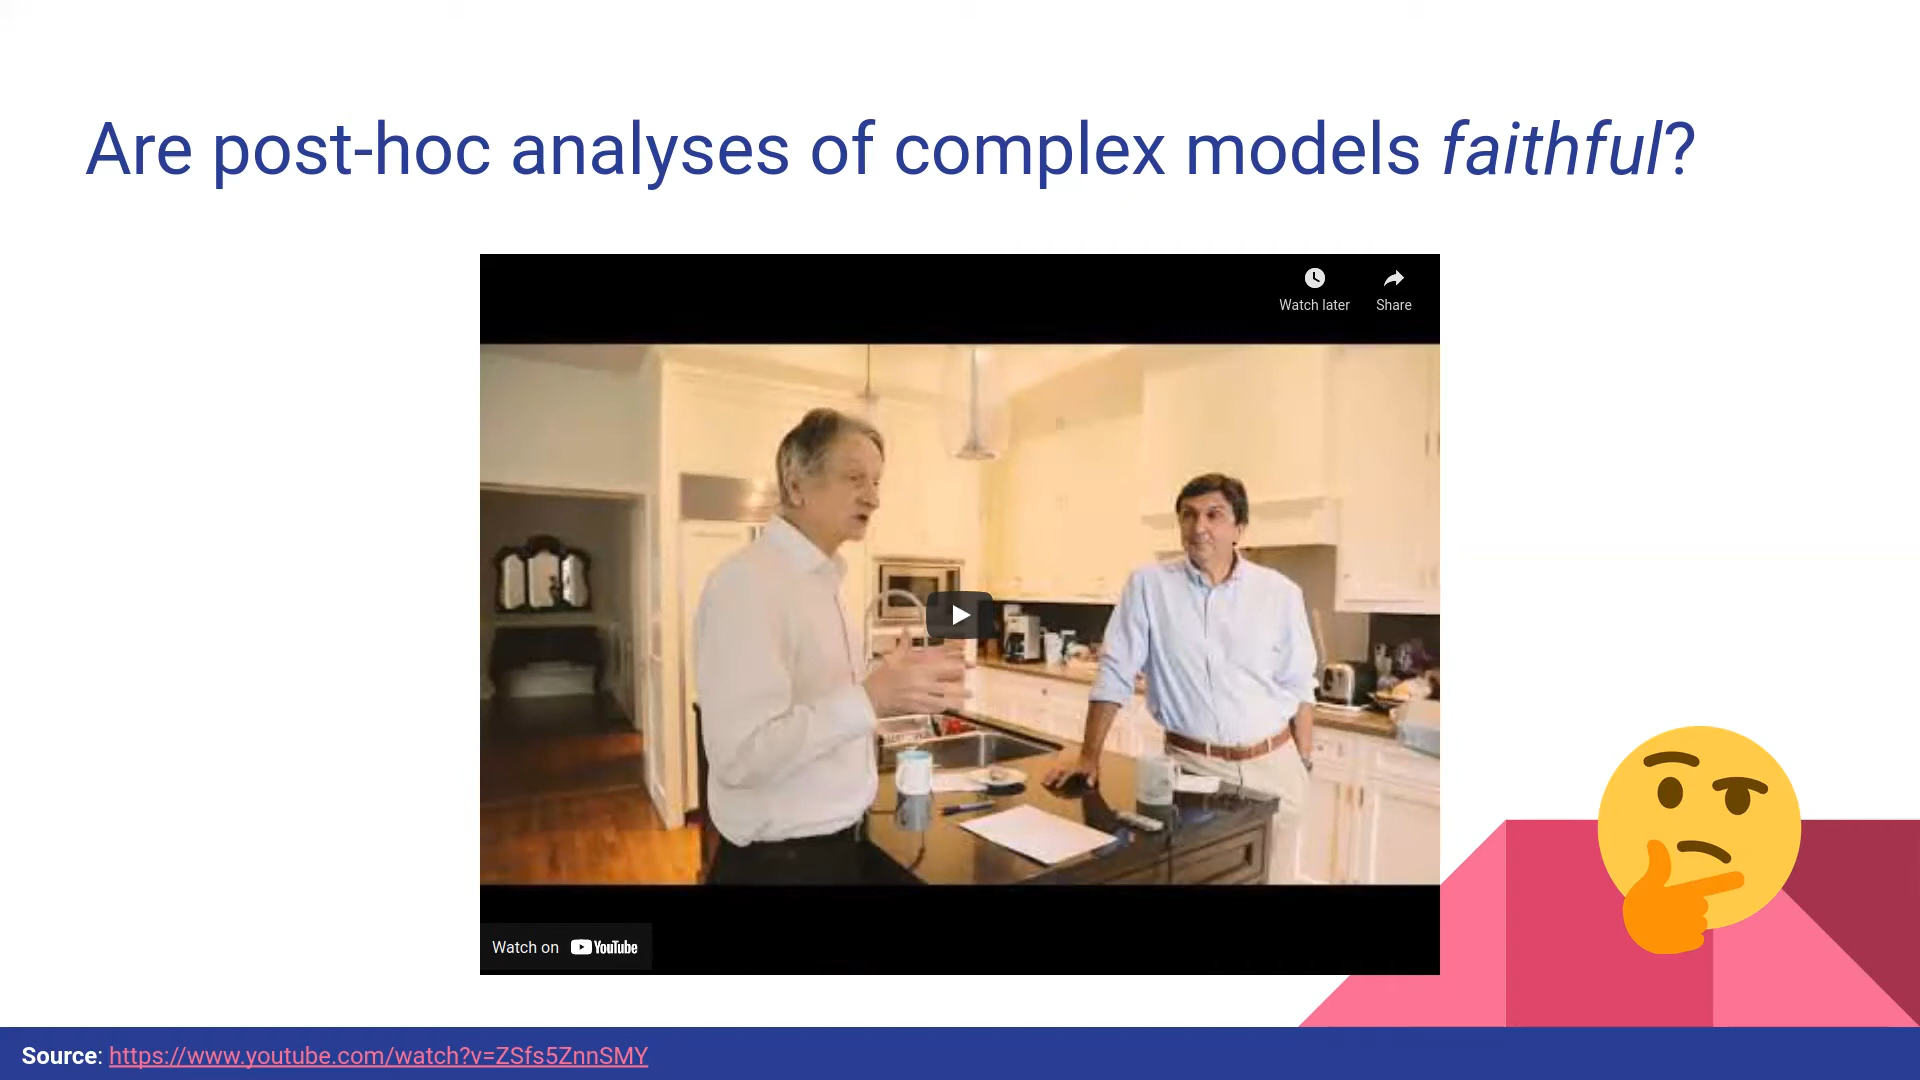 Are post-hoc analyses of complex models faithful?
Watch later
Share
Watch on YouTube
Source: https://www.youtube.com/watch?v=ZSfs5ZnnSMY